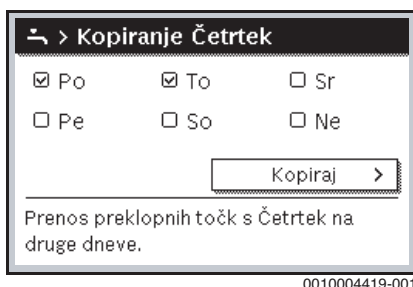 > Kopiranje Četrtek
Po To Sr
Pe So Ne
Kopiraj >
Prenos preklopnih točk s Četrtek na
druge dneve.
0010004419-001